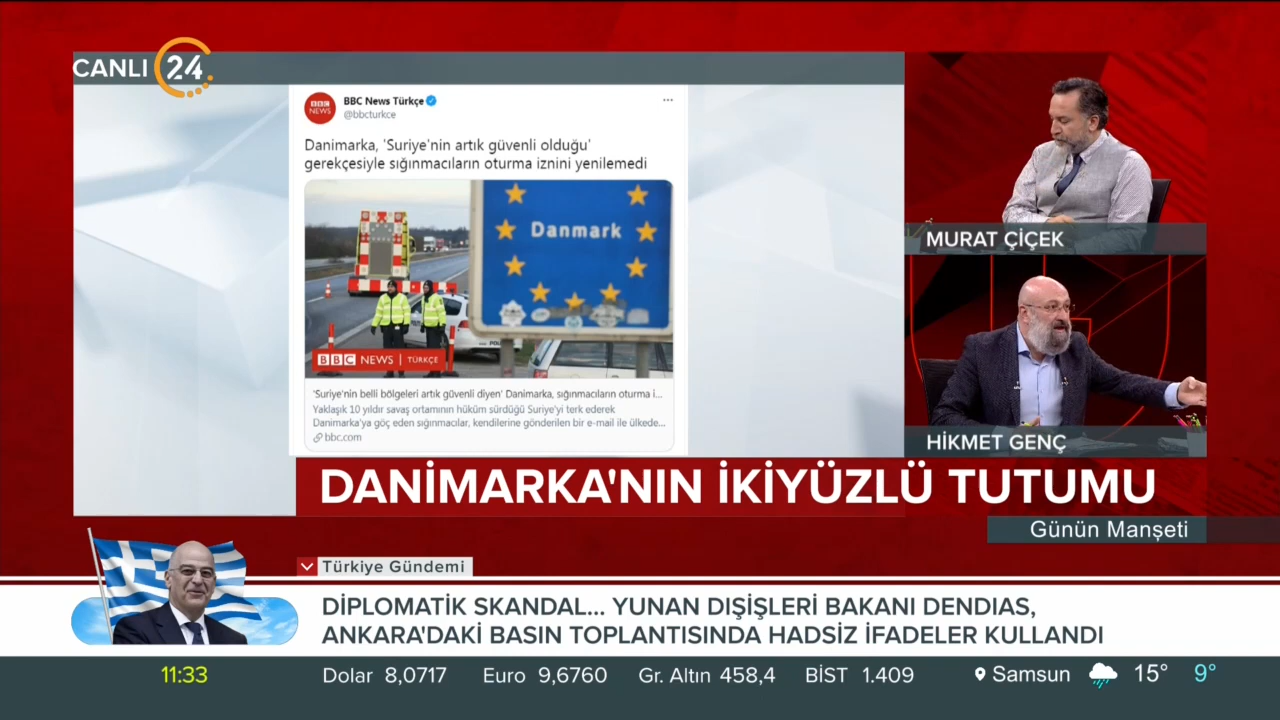 CANLI 24
BBC NEWS
BBC News Türkçe
@bbcturkce
Danimarka, 'Suriye'nin artık güvenli olduğu'
gerekçesiyle sığınmacıların oturma iznini yenilemedi
Danmark
BBC NEWS | TÜRKÇE
'Suriye'nin belli bölgeleri artık güvenli diyen' Danimarka, sığınmacıların oturma i...
Yaklaşık 10 yıldır savaş ortamının hüküm sürdüğü Suriye'yi terk ederek
Danimarka'ya göç eden sığınmacılar, kendilerine gönderilen bir e-mail ile ülkede...
bbc.com
MURAT ÇİÇEK
HİKMET GENÇ
DANİMARKA'NIN İKİYÜZLÜ TUTUMU
Günün Manşeti
Türkiye Gündemi
DİPLOMATİK SKANDAL... YUNAN DIŞİŞLERİ BAKANI DENDIAS,
ANKARA'DAKİ BASIN TOPLANTISINDA HADSİZ İFADELER KULLANDI
11:33 Dolar 8,0717 Euro 9,6760 Gr. Altın 458,4 BİST 1.409 Samsun 15° 9°